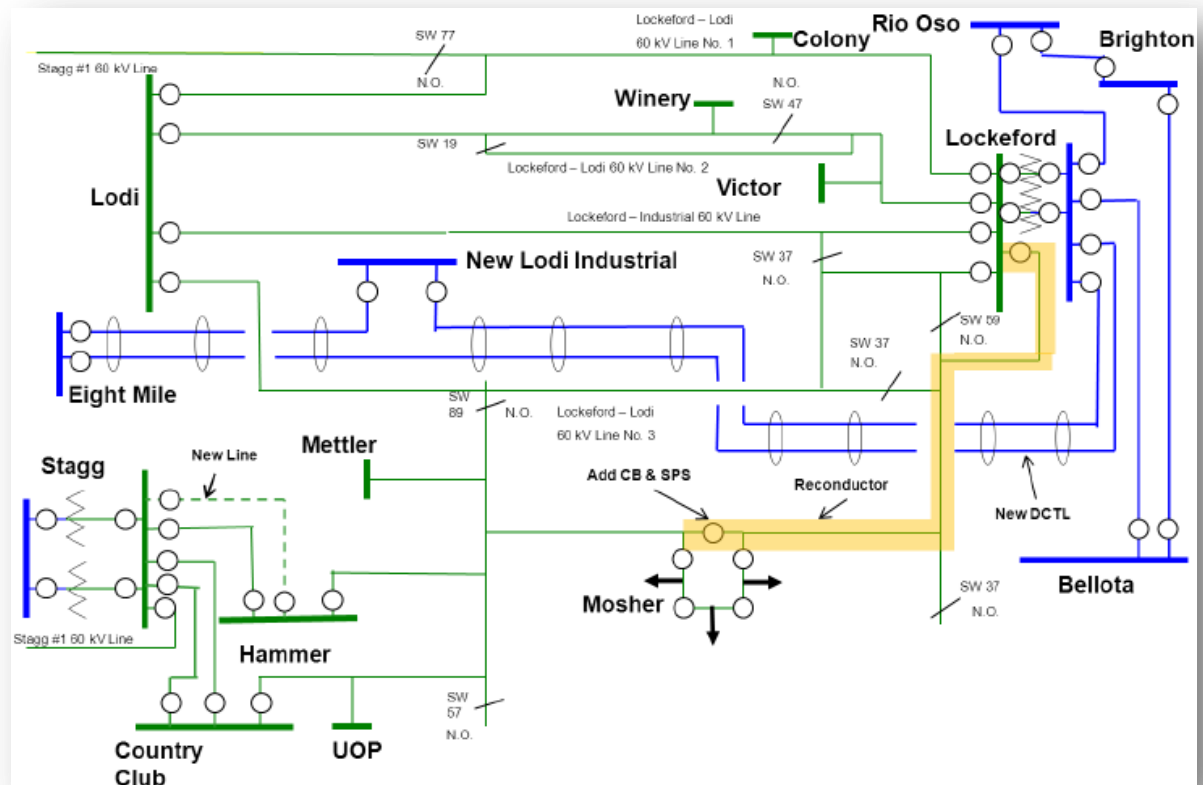 Rio Oso
Lockeford – Lodi
60 kV Line No. 1
Colony
SW 77
Brighton
Stagg #1 60 kV Line
N.O.
N.O.
Winery
SW 47
SW 19
Lockeford
Lockeford – Lodi 60 kV Line No. 2
Lodi
Victor
Lockeford – Industrial 60 kV Line
New Lodi Industrial
SW 37
N.O.
SW 59
N.O.
SW 37
N.O.
Eight Mile
SW
89
N.O.
Lockeford – Lodi
60 kV Line No. 3
Mettler
Stagg
New Line
Add CB & SPS
Reconductor
New DCTL
Bellota
Mosher
SW 37
N.O.
Stagg #1 60 kV Line
Hammer
SW
57
N.O.
Country
Club
UOP